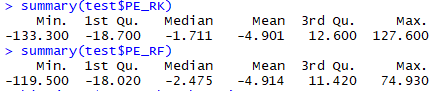 > summary(test$PE_RK)
Min. 1st Qu. Median Mean 3rd Qu. Max.
-133.300 -18.700 -1.711 -4.901 12.600 127.600
> summary(test$PE_RF)
Min. 1st Qu. Median Mean 3rd Qu. Max.
-119.500 -18.020 -2.475 -4.914 11.420 74.930